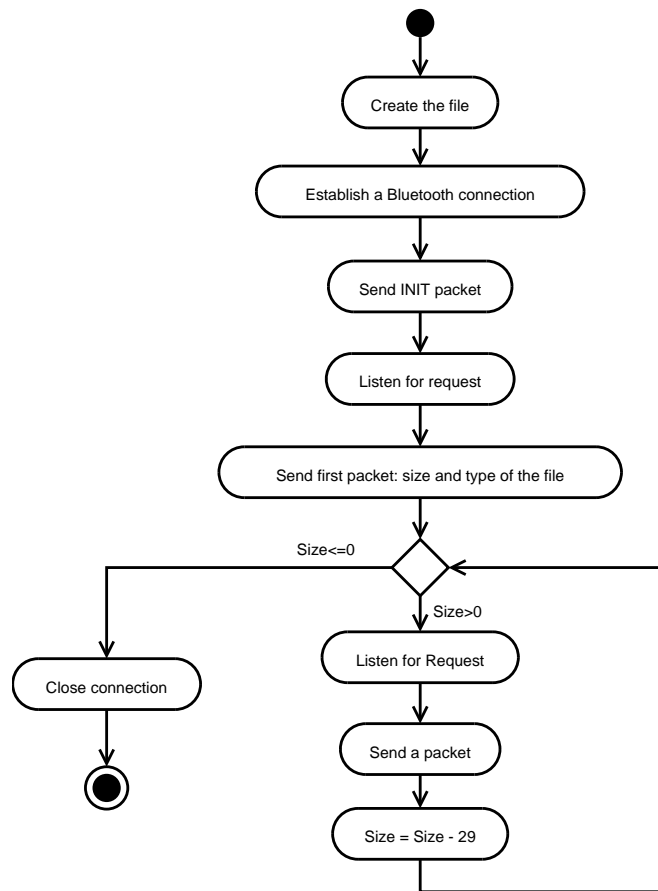 Create the file
Establish a Bluetooth connection
Send INIT packet
Listen for request
Send first packet: size and type of the file
Size<=0
Size>0
Listen for Request
Close connection
Send a packet
Size = Size - 29